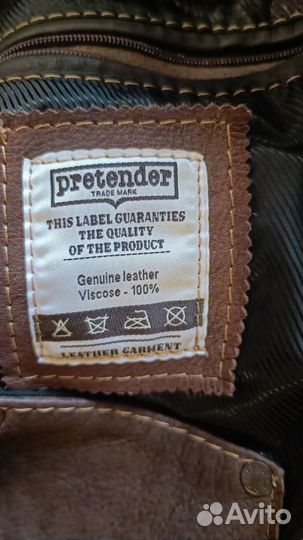 pretender
TRADE MARK
THIS LABEL GUARANTIES
THE QUALITY
OF THE PRODUCT
Genuine leather
Viscose - 100%
LEATHER GARMENT
Avito